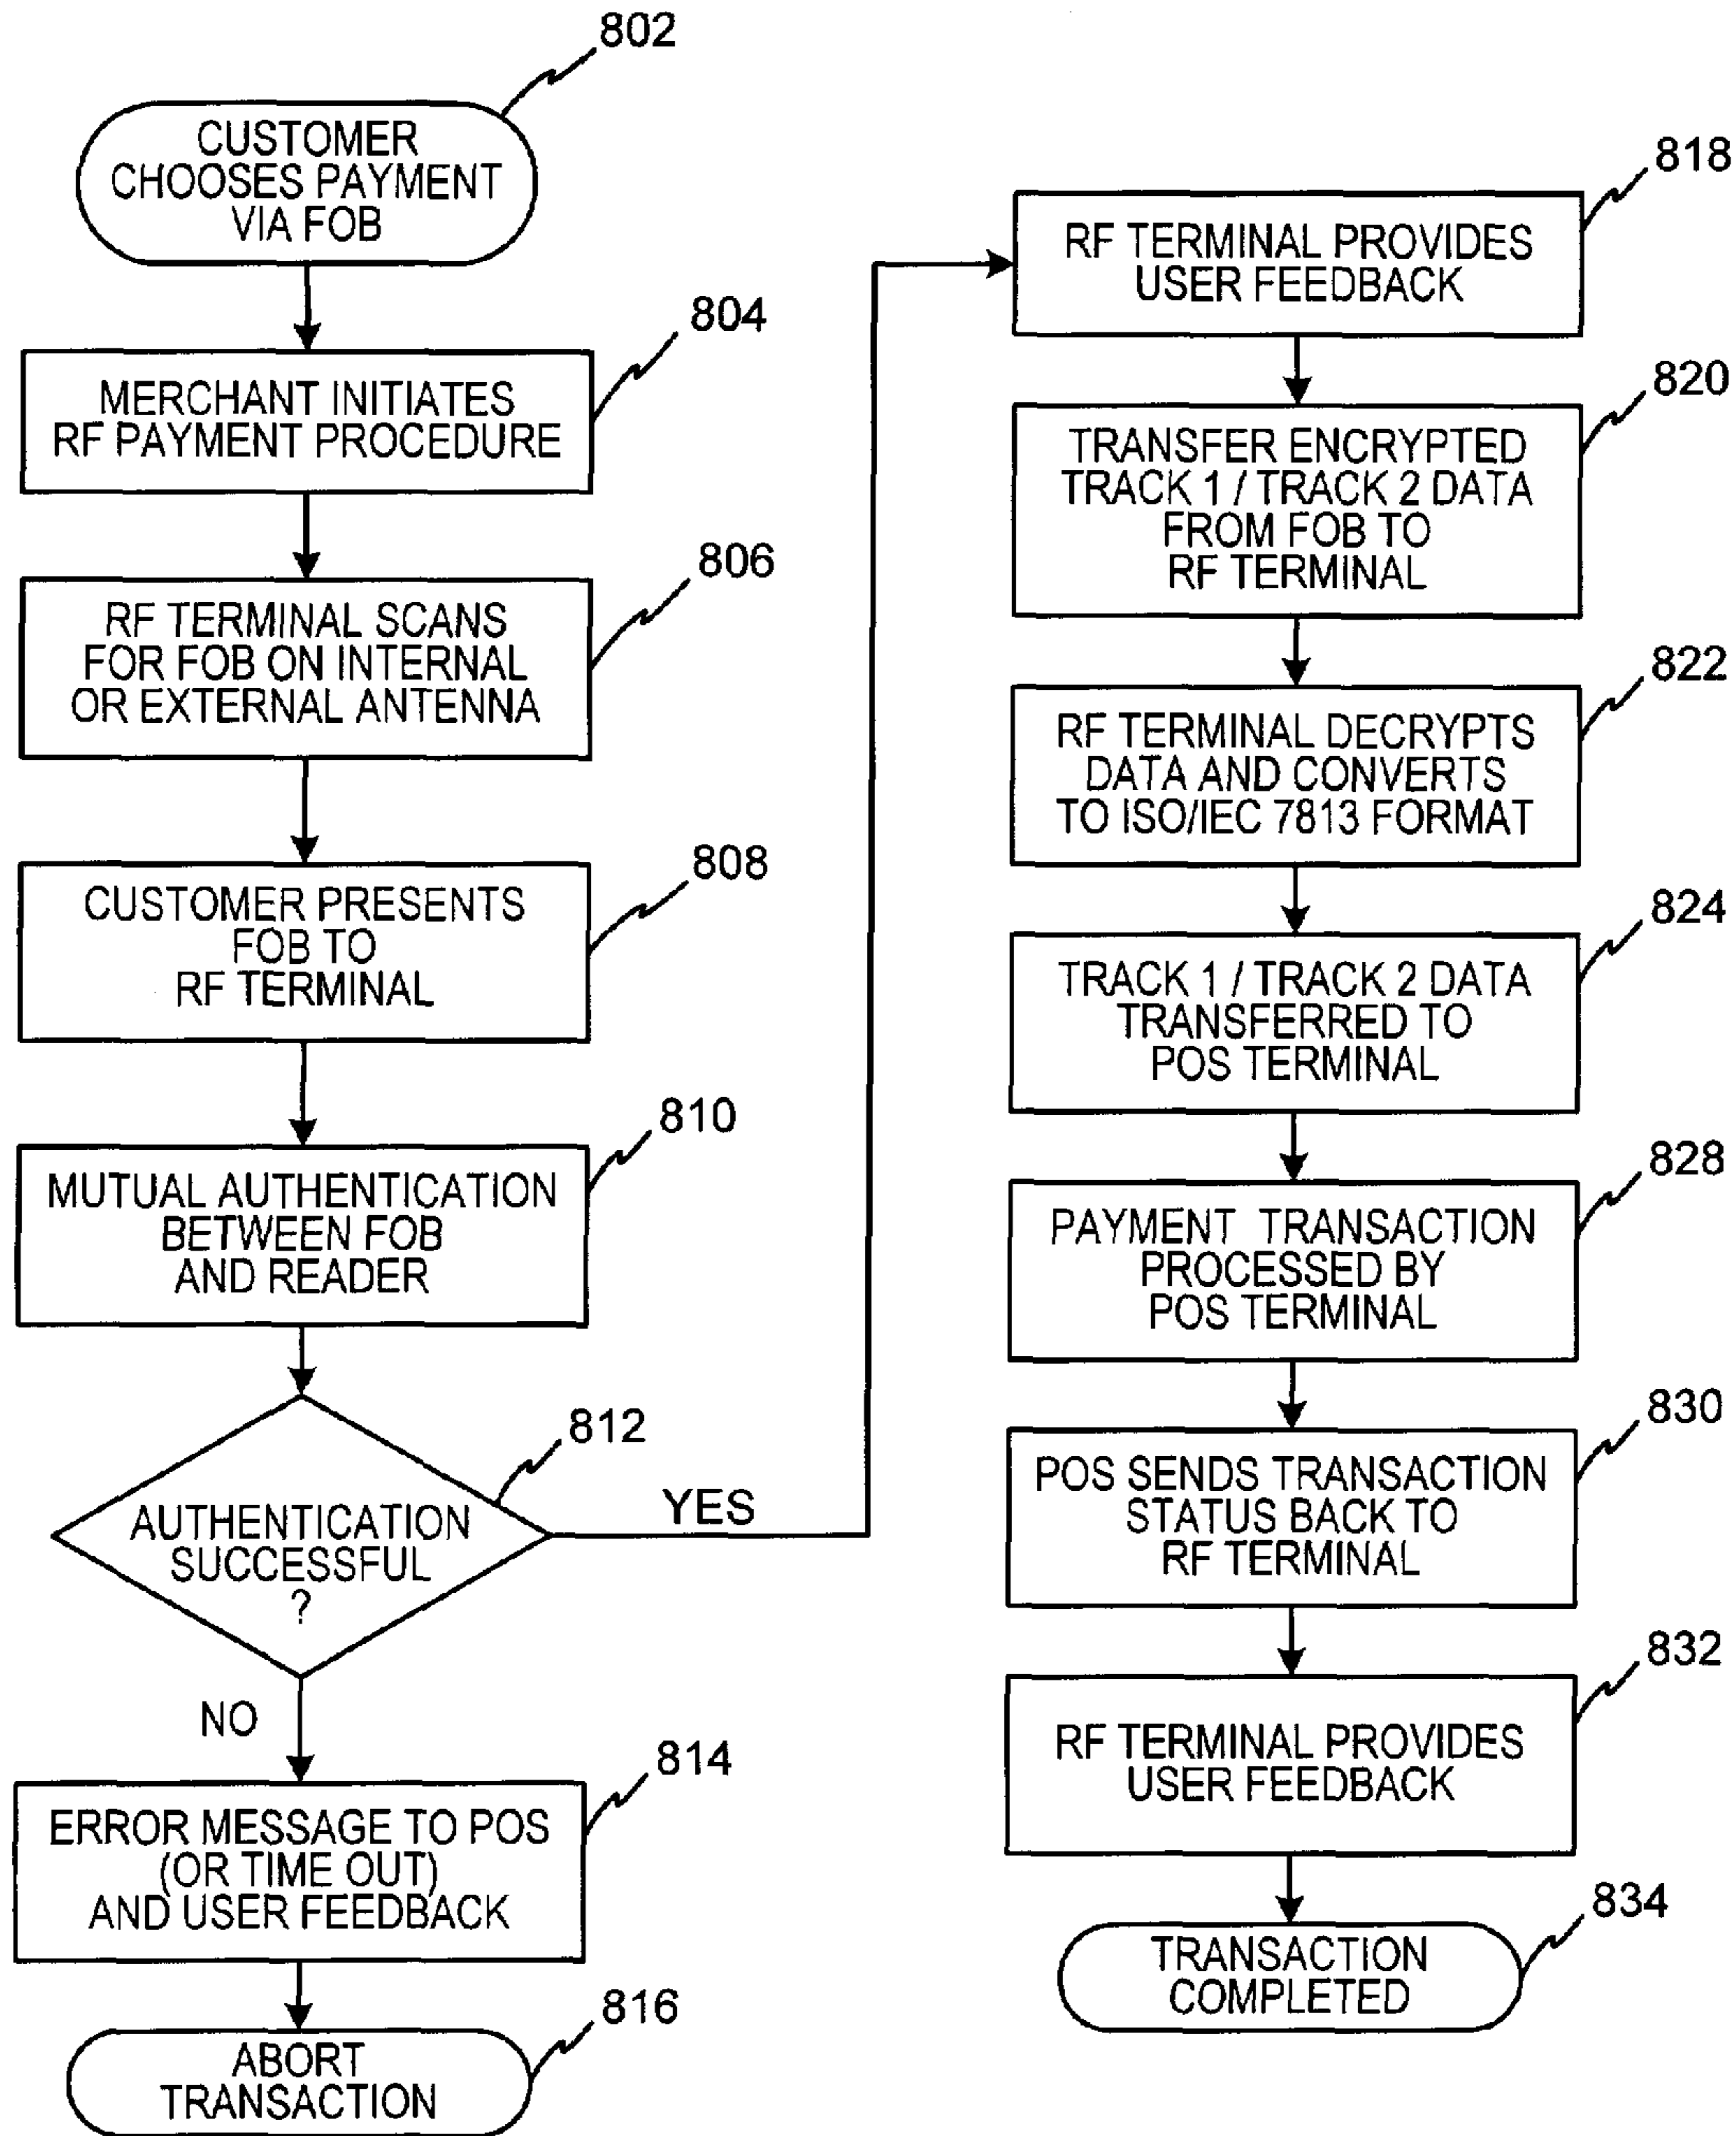 802
CUSTOMER
CHOOSES PAYMENT
VIA FOB
804
MERCHANT INITIATES
RF PAYMENT PROCEDURE
806
RF TERMINAL SCANS
FOR FOB ON INTERNAL
OR EXTERNAL ANTENNA
808
CUSTOMER PRESENTS
FOB TO
RF TERMINAL
810
MUTUAL AUTHENTICATION
BETWEEN FOB
AND READER
812
AUTHENTICATION
SUCCESSFUL
?
YES
NO
814
ERROR MESSAGE TO POS
(OR TIME OUT)
AND USER FEEDBACK
816
ABORT
TRANSACTION
818
RF TERMINAL PROVIDES
USER FEEDBACK
820
TRANSFER ENCRYPTED
TRACK 1 / TRACK 2 DATA
FROM FOB TO
RF TERMINAL
822
RF TERMINAL DECRYPTS
DATA AND CONVERTS
TO ISO/IEC 7813 FORMAT
824
TRACK 1 / TRACK 2 DATA
TRANSFERRED TO
POS TERMINAL
828
PAYMENT TRANSACTION
PROCESSED BY
POS TERMINAL
830
POS SENDS TRANSACTION
STATUS BACK TO
RF TERMINAL
832
RF TERMINAL PROVIDES
USER FEEDBACK
834
TRANSACTION
COMPLETED